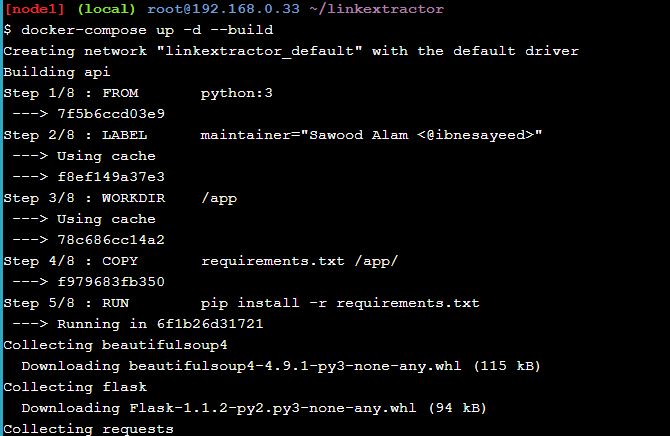 [node1] (local) root@192.168.0.33 ~/linkextractor
$ docker-compose up -d --build
Creating network "linkextractor_default" with the default driver
Building api
Step 1/8 : FROM       python:3
 ---> 7f5b6ccd03e9
Step 2/8 : LABEL      maintainer="Sawood Alam <@ibnesayeed>"
 ---> Using cache
 ---> f8ef149a37e3
Step 3/8 : WORKDIR    /app
 ---> Using cache
 ---> 78c686cc14a2
Step 4/8 : COPY       requirements.txt /app/
 ---> f979683fb350
Step 5/8 : RUN        pip install -r requirements.txt
 ---> Running in 6f1b26d31721
Collecting beautifulsoup4
  Downloading beautifulsoup4-4.9.1-py3-none-any.whl (115 kB)
Collecting flask
  Downloading Flask-1.1.2-py2.py3-none-any.whl (94 kB)
Collecting requests